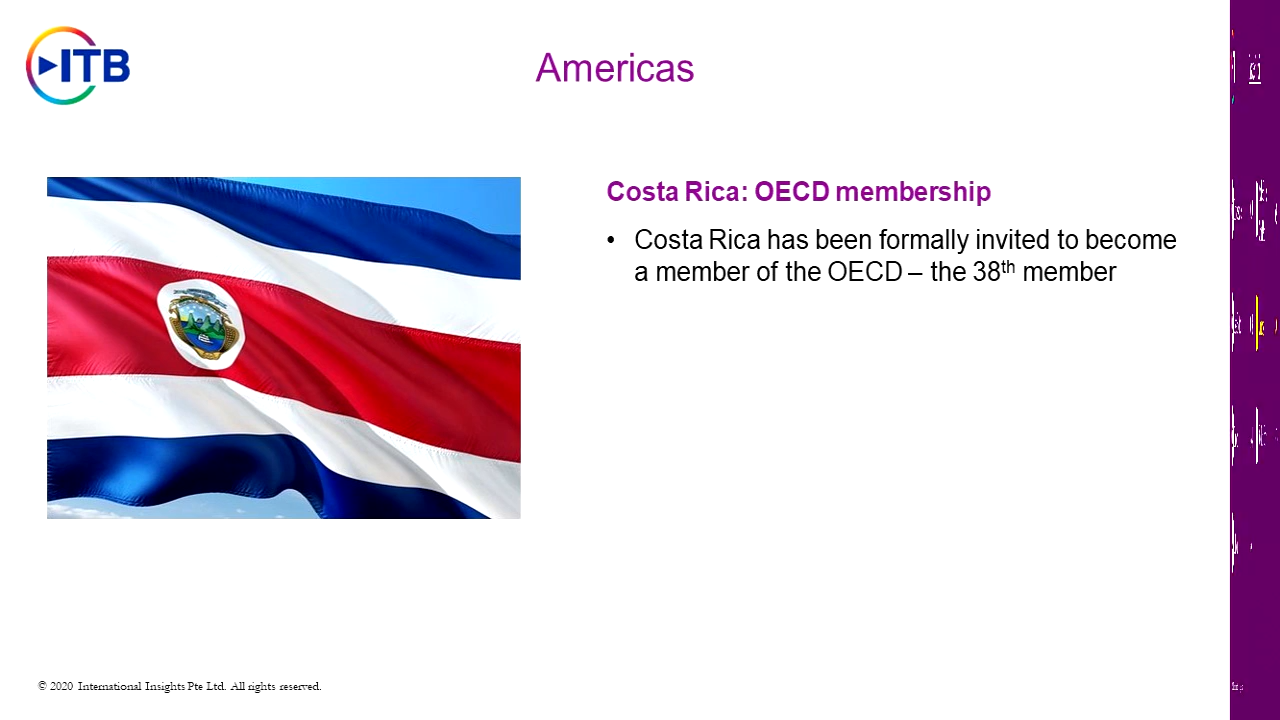 ITB
Americas
Costa Rica: OECD membership
• Costa Rica has been formally invited to become
a member of the OECD – the 38th member
© 2020 International Insights Pte Ltd. All rights reserved.